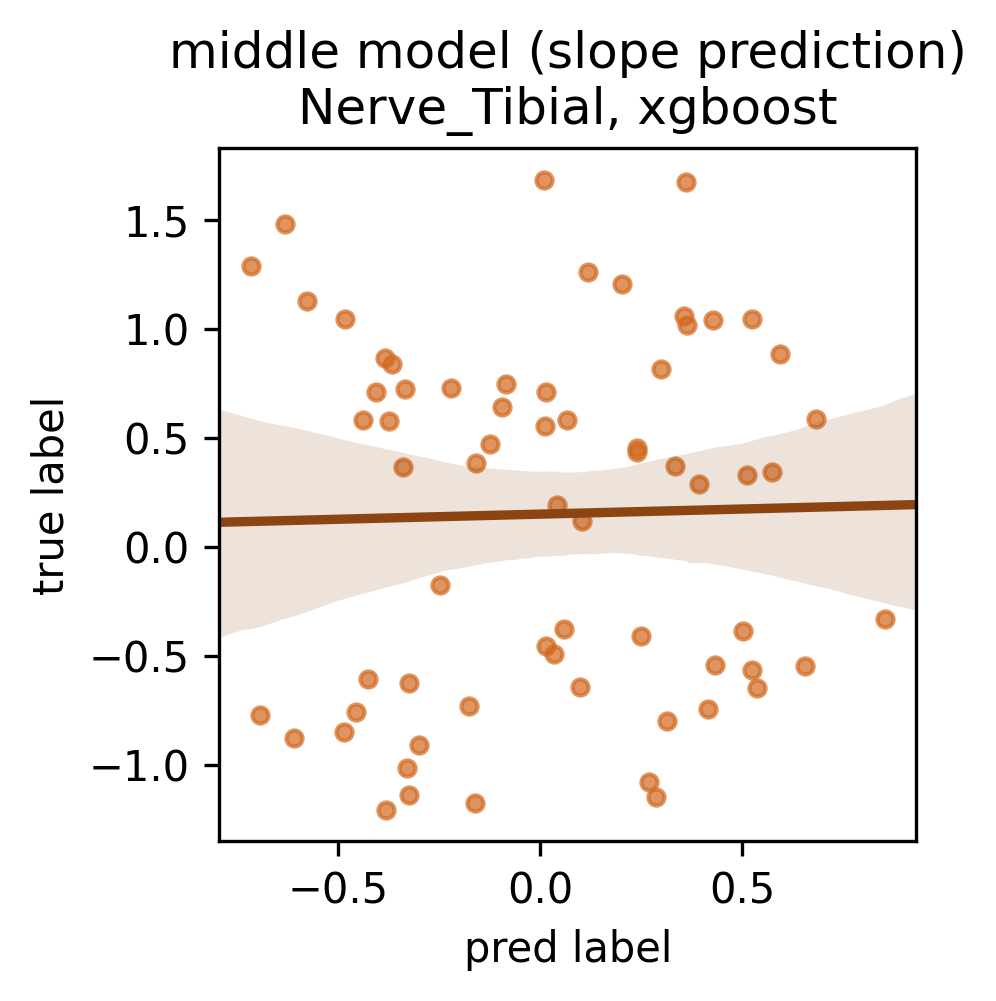 middle model (slope prediction)
Nerve_Tibial, xgboost
1.5
1.0
0.5
0.0
−0.5
−1.0
true label
−0.5 0.0 0.5
pred label